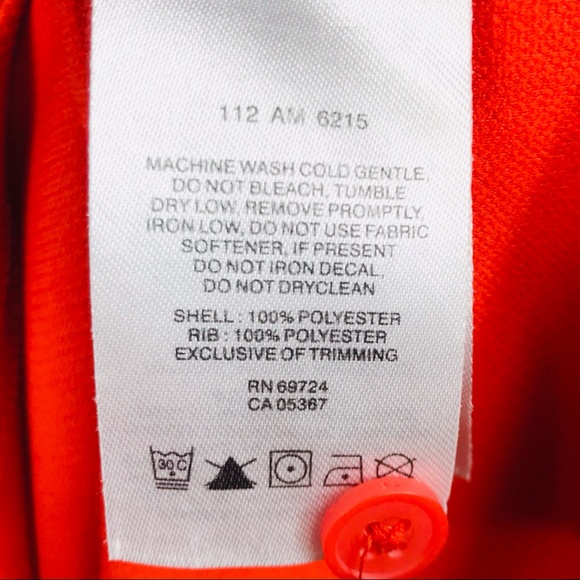 112 AM 6215
MACHINE WASH COLD GENTLE,
DO NOT BLEACH, TUMBLE
DRY LOW, REMOVE PROMPTLY,
IRON LOW, DO NOT USE FABRIC
SOFTENER, IF PRESENT
DO NOT IRON DECAL,
DO NOT DRYCLEAN
SHELL : 100% POLYESTER
RIB : 100% POLYESTER
EXCLUSIVE OF TRIMMING
RN 69724
CA 05367
30 C